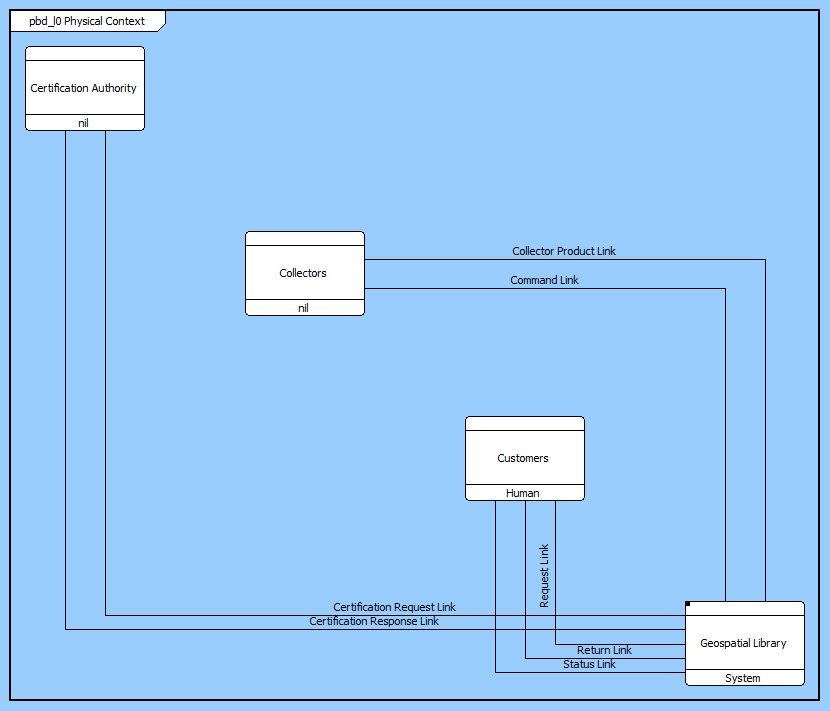 pbd_l0 Physical Context
Certification Authority
nil
Collector Product Link
Collectors
Command Link
nil
Customers
Human
Request Link
Certification Request Link
Certification Response Link
Geospatial Library
Return Link
Status Link
System